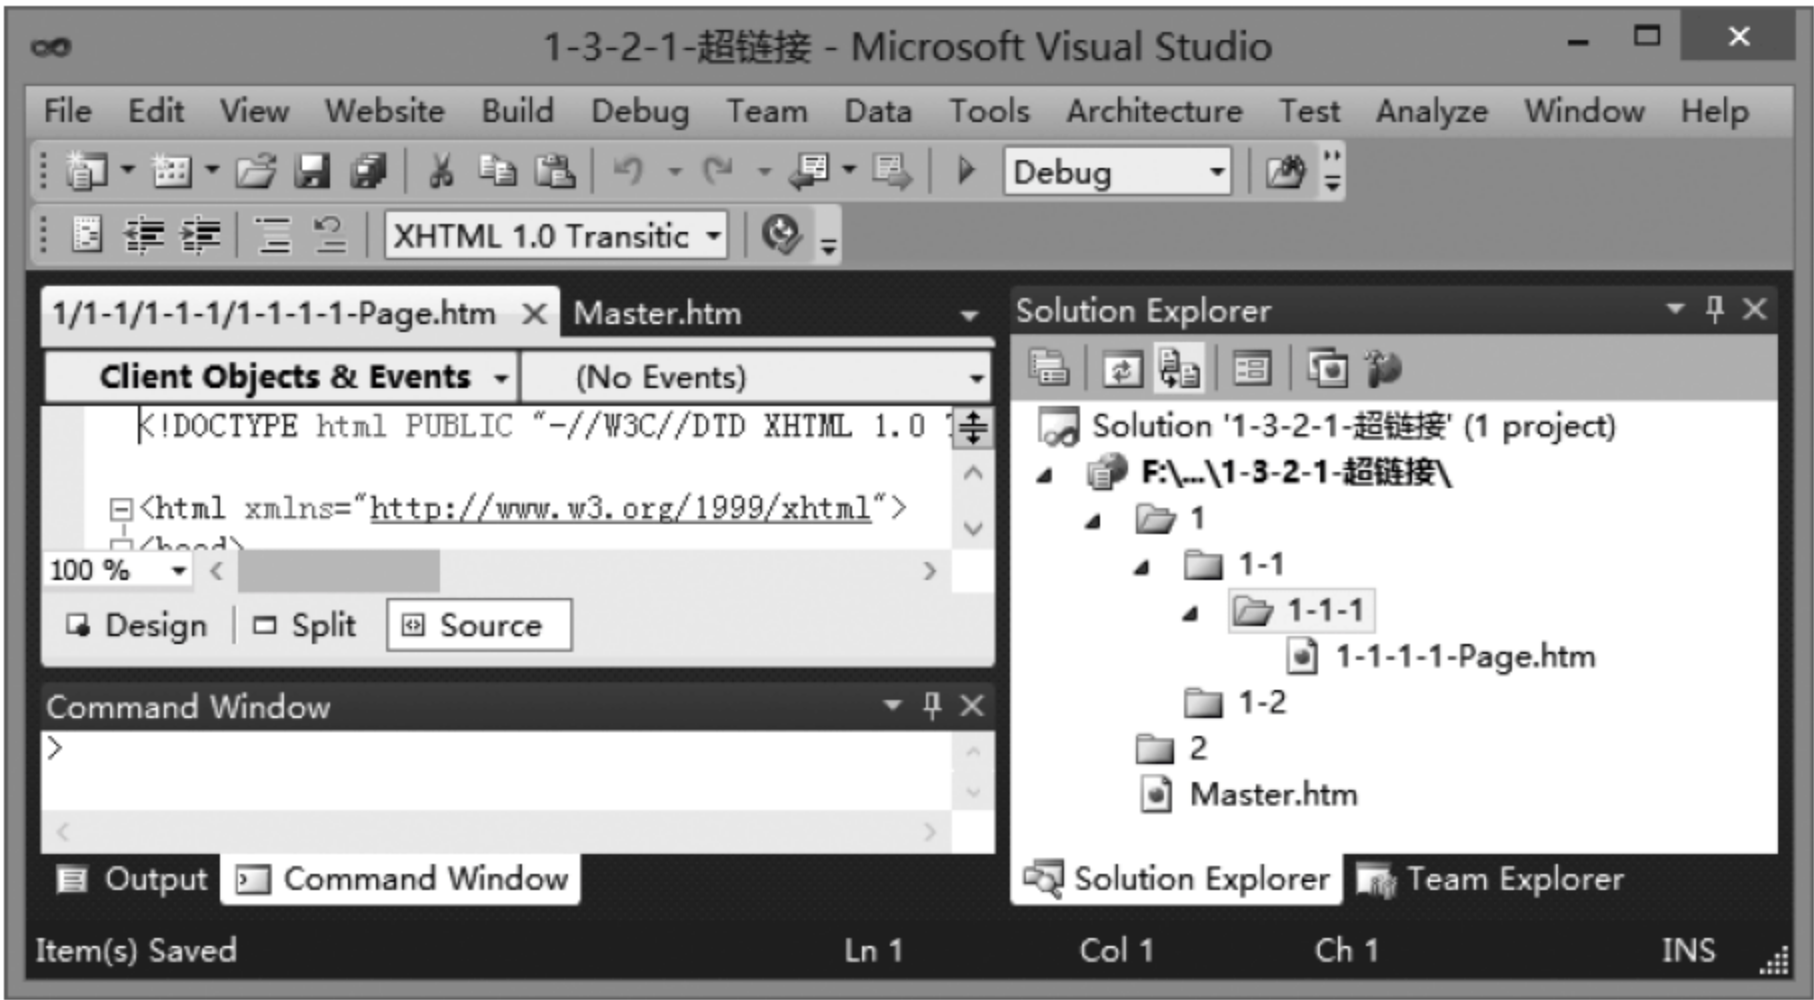 1-3-2-1-超链接 - Microsoft Visual Studio
File Edit View Website Build Debug Team Data Tools Architecture Test Analyze Window Help
Debug
XHTML 1.0 Transitic
1/1-1/1-1-1/1-1-1-1-Page.htm Master.htm
Client Objects & Events (No Events)
<!DOCTYPE html PUBLIC "-//W3C//DTD XHTML 1.0
<html xmlns="http://www.w3.org/1999/xhtml">
<head>
100 %
Design Split Source
Command Window
>
Output Command Window
Solution Explorer
Solution '1-3-2-1-超链接' (1 project)
F:\...\1-3-2-1-超链接\
1
1-1
1-1-1
1-1-1-1-Page.htm
1-2
2
Master.htm
Solution Explorer Team Explorer
Item(s) Saved Ln 1 Col 1 Ch 1 INS